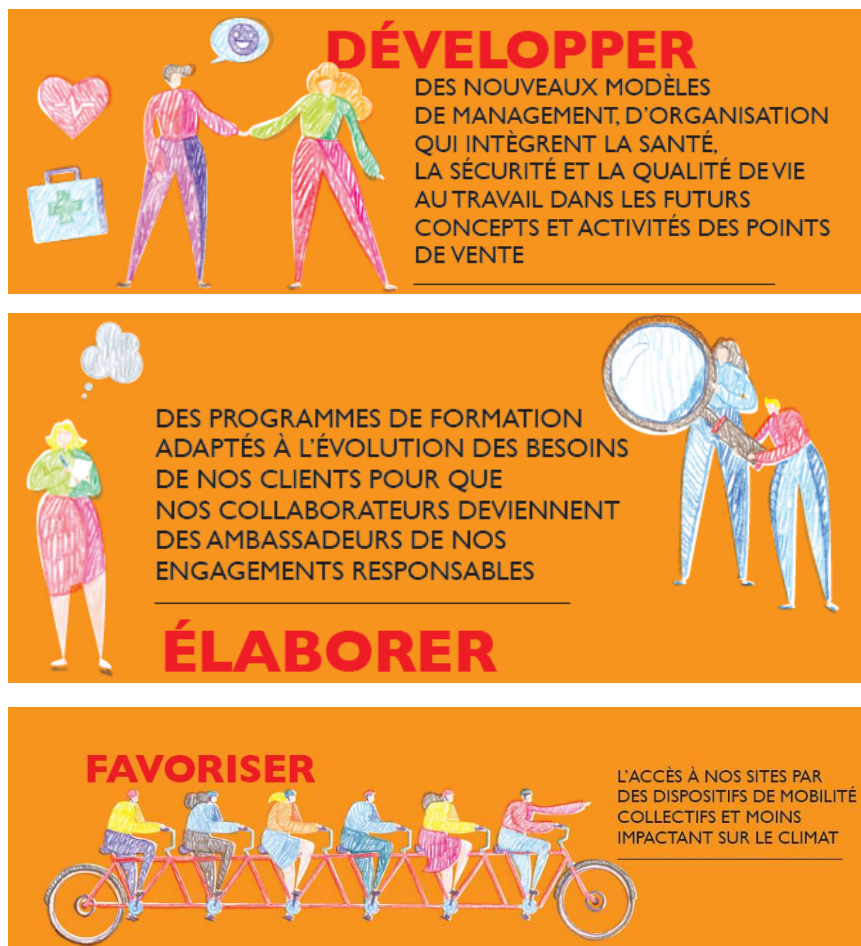 DÉVELOPPER
DES NOUVEAUX MODÈLES
DE MANAGEMENT, D'ORGANISATION
QUI INTÈGRENT LA SANTÉ,
LA SÉCURITÉ ET LA QUALITÉ DE VIE
AU TRAVAIL DANS LES FUTURS
CONCEPTS ET ACTIVITÉS DES POINTS
DE VENTE
DES PROGRAMMES DE FORMATION
ADAPTÉS À L'ÉVOLUTION DES BESOINS
DE NOS CLIENTS POUR QUE
NOS COLLABORATEURS DEVIENNENT
DES AMBASSADEURS DE NOS
ENGAGEMENTS RESPONSABLES
ÉLABORER
FAVORISER
L'ACCÈS À NOS SITES PAR
DES DISPOSITIFS DE MOBILITÉ
COLLECTIFS ET MOINS
IMPACTANT SUR LE CLIMAT